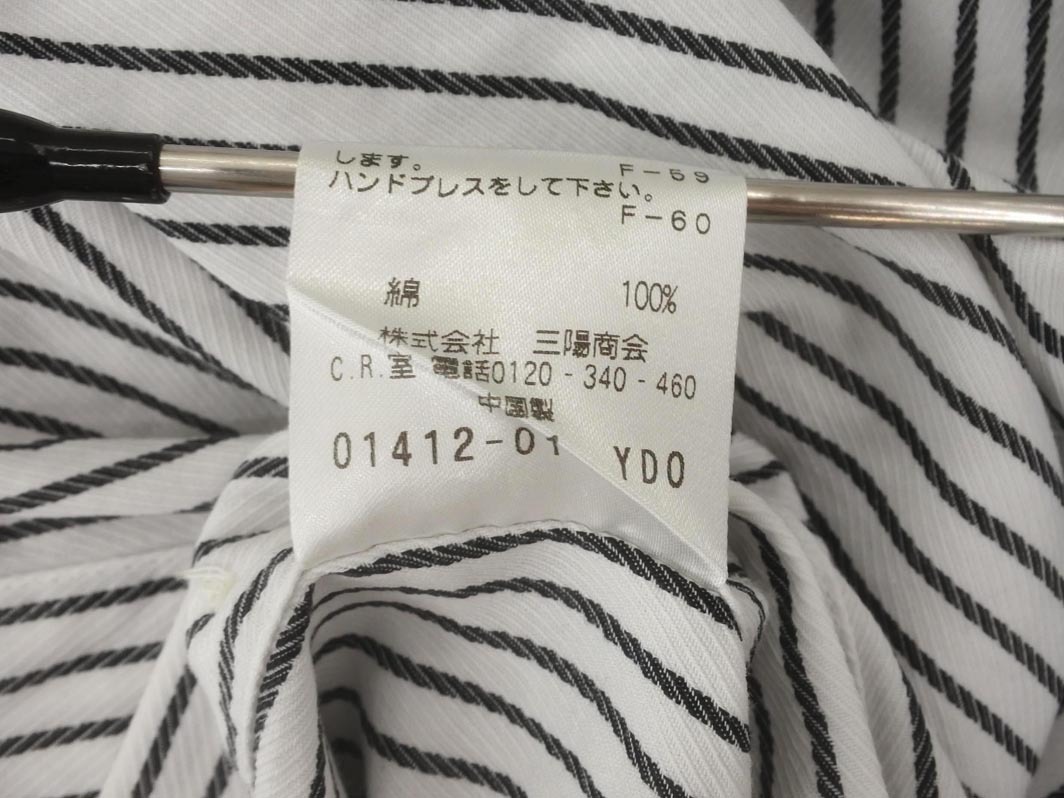 します。 F-59
ハンドプレスをして下さい。
F-60
綿 100%
株式会社 三陽商会
C.R.室 電話0120-340-460
中国製
01412-01 YDO